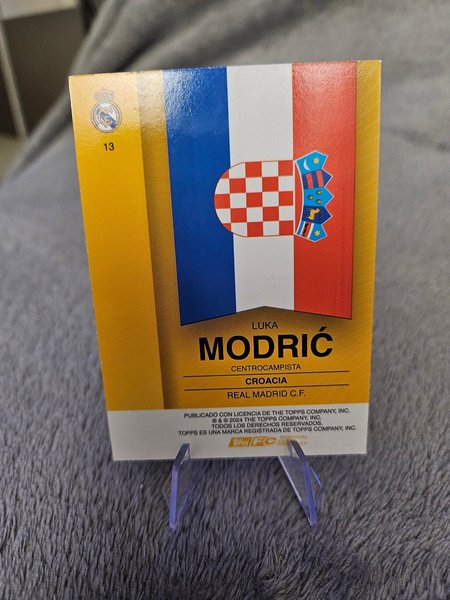 13
LUKA
MODRIĆ
CENTROCAMPISTA
CROACIA
REAL MADRID C.F.
PUBLICADO CON LICENCIA DE THE TOPPS COMPANY, INC.
® & © 2024 THE TOPPS COMPANY, INC.
TODOS LOS DERECHOS RESERVADOS.
TOPPS ES UNA MARCA REGISTRADA DE TOPPS COMPANY, INC.
FC